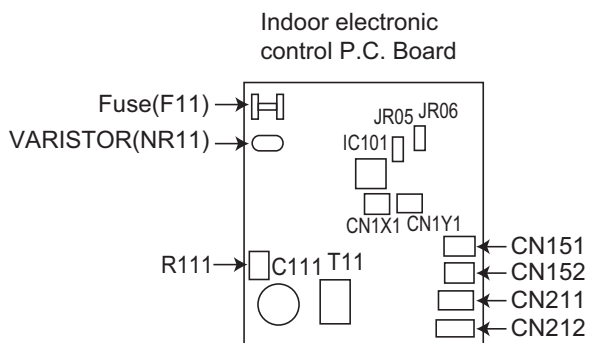 Indoor electronic
control P.C. Board
Fuse(F11)
VARISTOR(NR11)
JR05 JR06
IC101
CN1X1 CN1Y1
CN151
R111 C111 T11
CN152
CN211
CN212